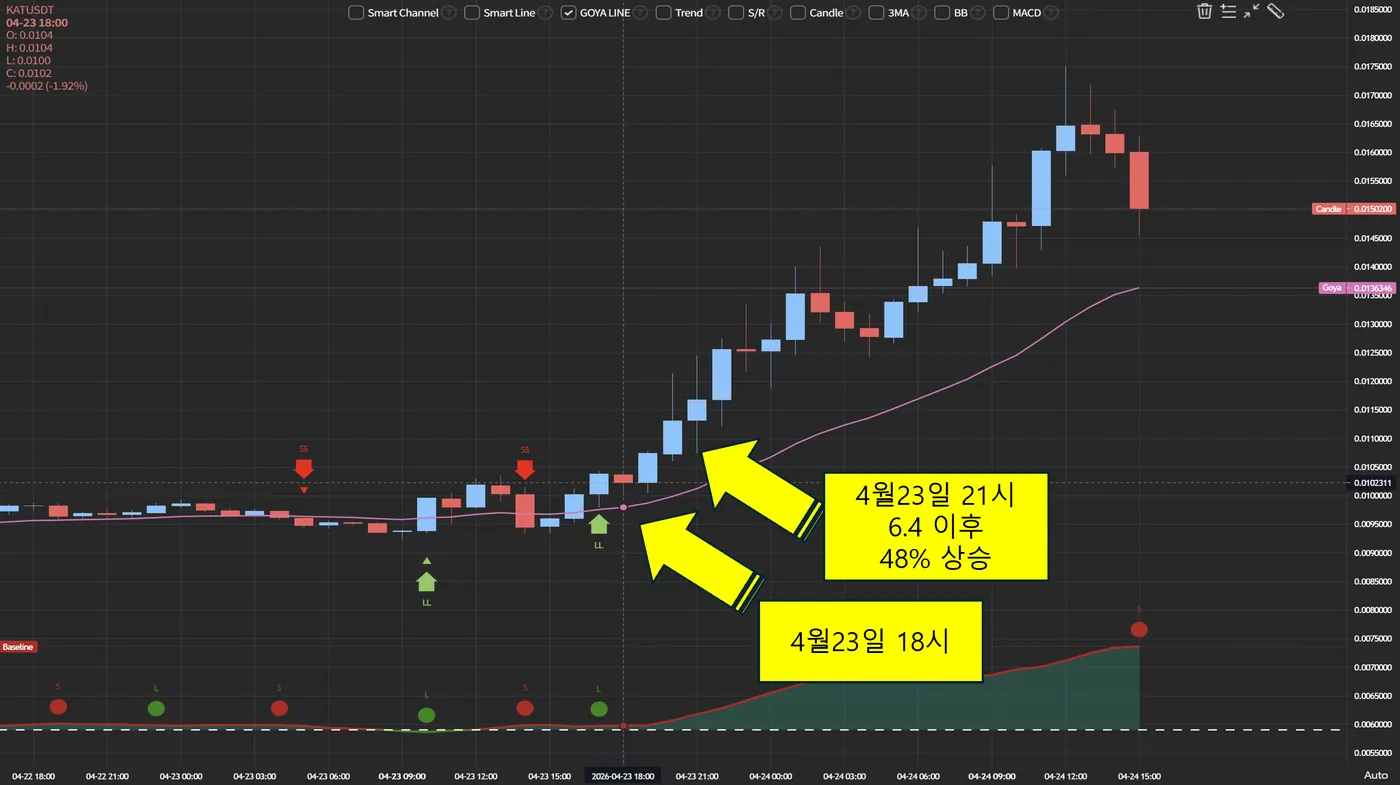 KATUSDT
04-23 18:00
O: 0.0104
H: 0.0104
L: 0.0100
C: 0.0102
-0.0002 (-1.92%)
Smart Channel ? Smart Line ? GOYA LINE ? Trend ? S/R ? Candle ? 3MA ? BB ? MACD ?
0.0185000
0.0180000
0.0175000
0.0170000
0.0165000
0.0160000
0.0155000
Candle 0.0150200
0.0145000
0.0140000
Goya 0.0136346
0.0135000
0.0130000
0.0125000
0.0120000
0.0115000
0.0110000
0.0105000
0.0102311
0.0100000
0.0095000
0.0090000
0.0085000
0.0080000
0.0075000
0.0070000
0.0065000
0.0060000
0.0055000
SS
SS
LF
LF
4월23일 21시
6.4 이후
48% 상승
4월23일 18시
Baseline
S
L
S
L
S
L
S
04-22 18:00 04-22 21:00 04-23 00:00 04-23 03:00 04-23 06:00 04-23 09:00 04-23 12:00 04-23 15:00 2026-04-23 18:00 04-23 21:00 04-24 00:00 04-24 03:00 04-24 06:00 04-24 09:00 04-24 12:00 04-24 15:00 Auto